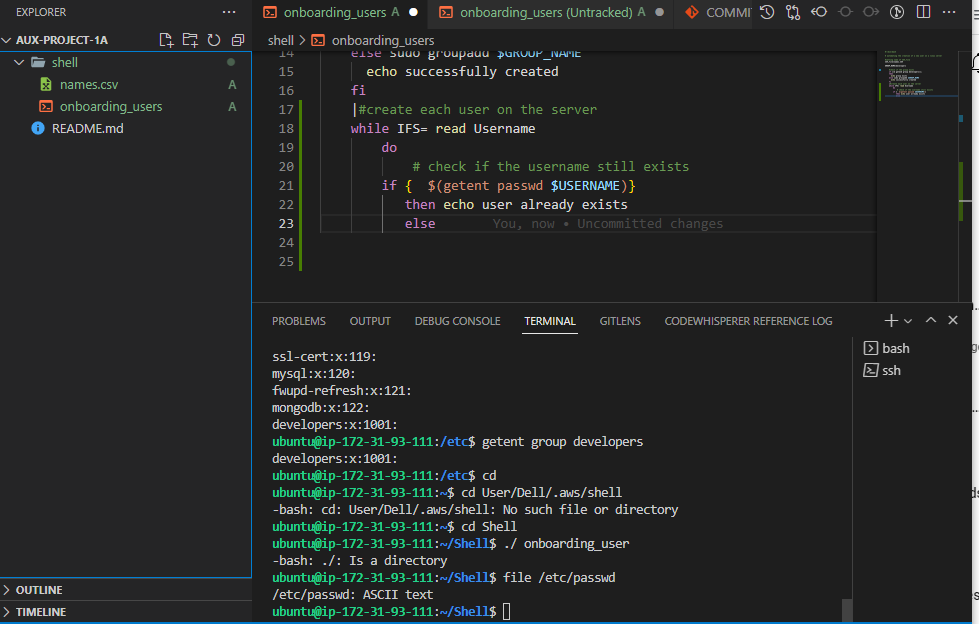 EXPLORER
AUX-PROJECT-1A
shell
names.csv A
onboarding_users A
README.md
OUTLINE
TIMELINE
onboarding_users A
onboarding_users (Untracked) A
COMMI
shell > onboarding_users
14 else sudo groupadd $GROUP_NAME
15 echo successfully created
16 fi
17 #create each user on the server
18 while IFS= read Username
19 do
20 # check if the username still exists
21 if { $(getent passwd $USERNAME)}
22 then echo user already exists
23 else You, now • Uncommitted changes
24
25
PROBLEMS OUTPUT DEBUG CONSOLE TERMINAL GITLENS CODEWHISPERER REFERENCE LOG
bash
ssh
ssl-cert:x:119:
mysql:x:120:
fwupd-refresh:x:121:
mongodb:x:122:
developers:x:1001:
ubuntu@ip-172-31-93-111:/etc$ getent group developers
developers:x:1001:
ubuntu@ip-172-31-93-111:/etc$ cd
ubuntu@ip-172-31-93-111:~$ cd User/Dell/.aws/shell
-bash: cd: User/Dell/.aws/shell: No such file or directory
ubuntu@ip-172-31-93-111:~$ cd Shell
ubuntu@ip-172-31-93-111:~/Shell$ ./ onboarding_user
-bash: ./: Is a directory
ubuntu@ip-172-31-93-111:~/Shell$ file /etc/passwd
/etc/passwd: ASCII text
ubuntu@ip-172-31-93-111:~/Shell$